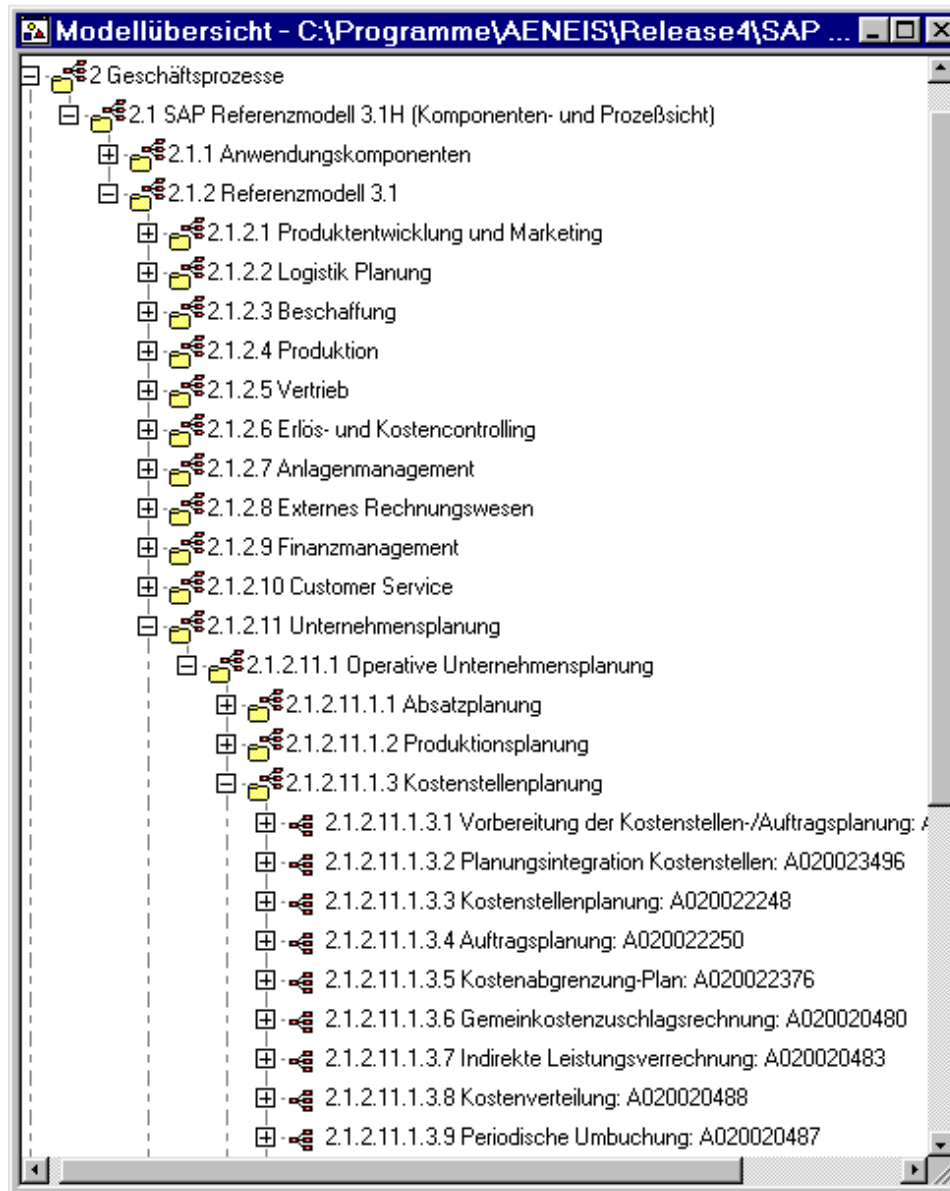 Modellübersicht - C:\Programme\AENEIS\Release4\SAP ...
2 Geschäftsprozesse
2.1 SAP Referenzmodell 3.1H (Komponenten- und Prozeßsicht)
2.1.1 Anwendungskomponenten
2.1.2 Referenzmodell 3.1
2.1.2.1 Produktentwicklung und Marketing
2.1.2.2 Logistik Planung
2.1.2.3 Beschaffung
2.1.2.4 Produktion
2.1.2.5 Vertrieb
2.1.2.6 Erlös- und Kostencontrolling
2.1.2.7 Anlagenmanagement
2.1.2.8 Externes Rechnungswesen
2.1.2.9 Finanzmanagement
2.1.2.10 Customer Service
2.1.2.11 Unternehmensplanung
2.1.2.11.1 Operative Unternehmensplanung
2.1.2.11.1.1 Absatzplanung
2.1.2.11.1.2 Produktionsplanung
2.1.2.11.1.3 Kostenstellenplanung
2.1.2.11.1.3.1 Vorbereitung der Kostenstellen-/Auftragsplanung:
2.1.2.11.1.3.2 Planungsintegration Kostenstellen: A020023496
2.1.2.11.1.3.3 Kostenstellenplanung: A020022248
2.1.2.11.1.3.4 Auftragsplanung: A020022250
2.1.2.11.1.3.5 Kostenabgrenzung-Plan: A020022376
2.1.2.11.1.3.6 Gemeinkostenzuschlagsrechnung: A020020480
2.1.2.11.1.3.7 Indirekte Leistungsverrechnung: A020020483
2.1.2.11.1.3.8 Kostenverteilung: A020020488
2.1.2.11.1.3.9 Periodische Umbuchung: A020020487